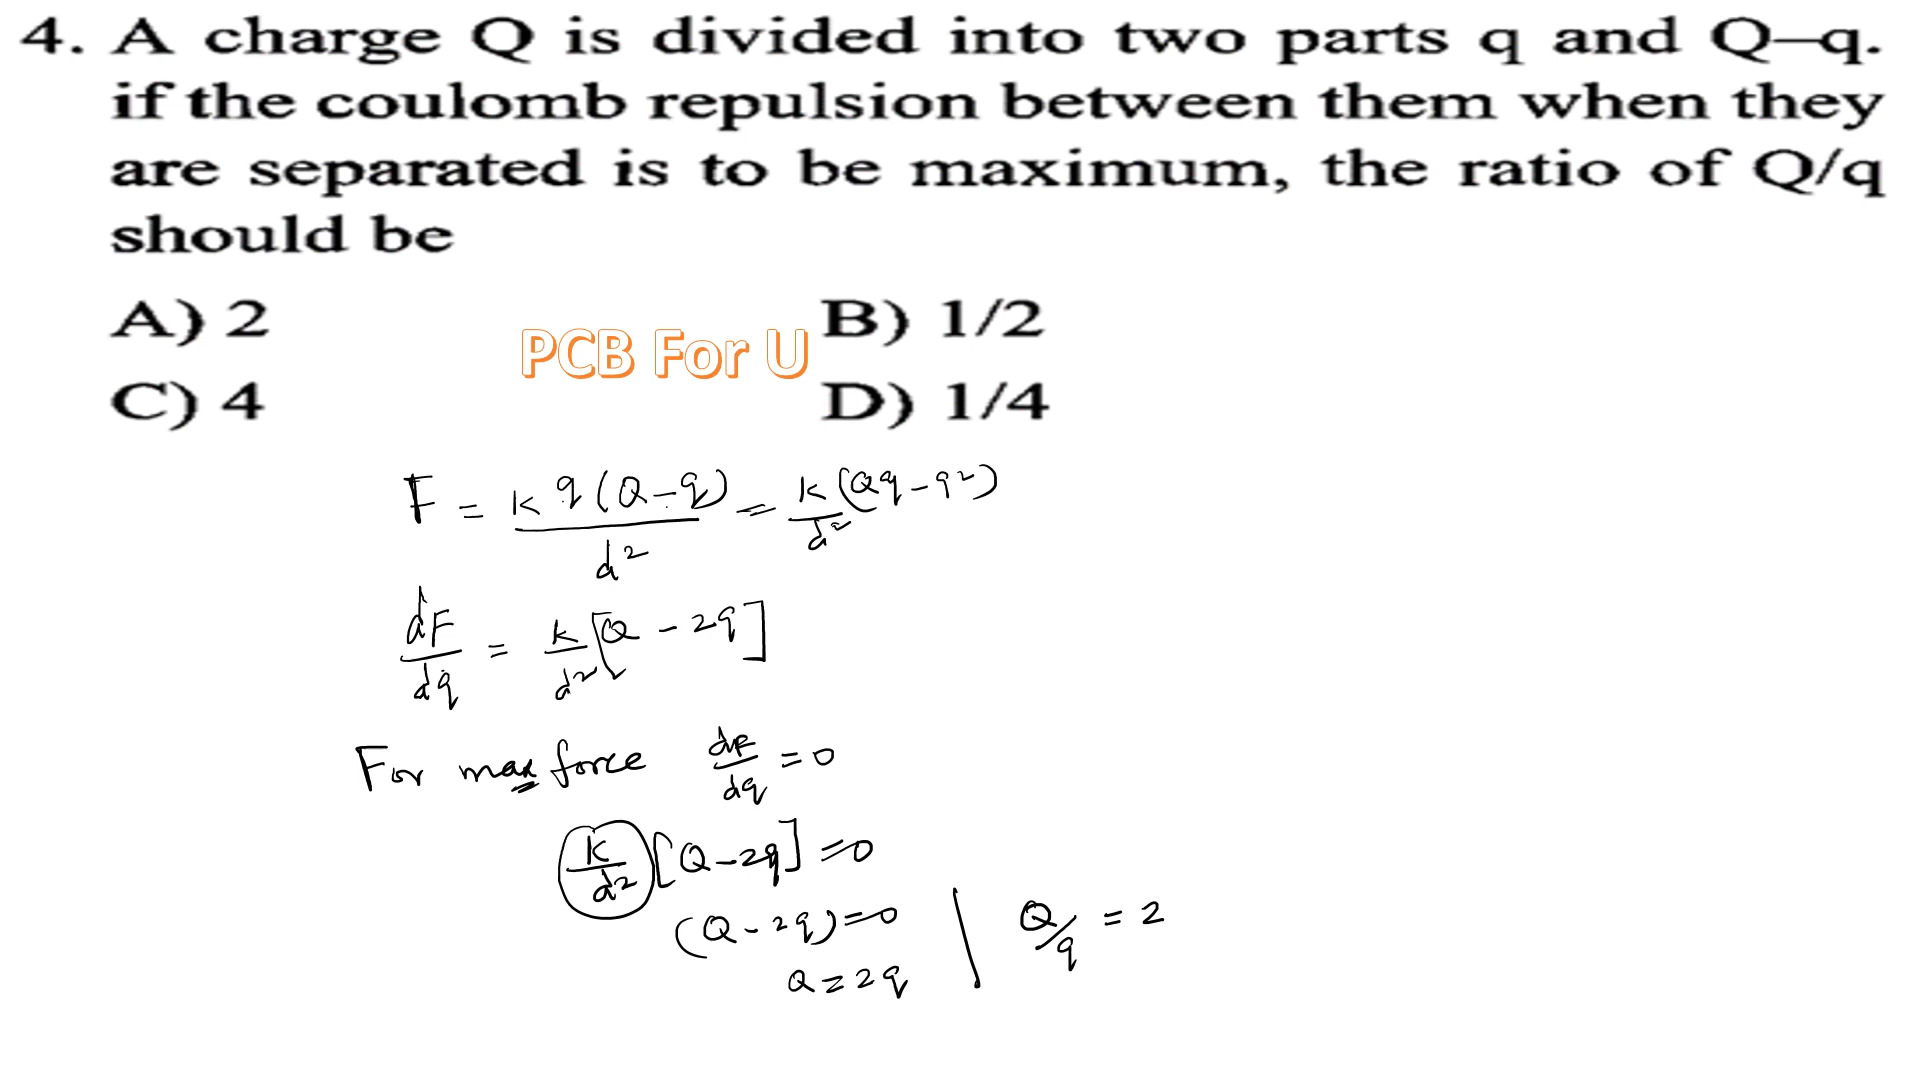 4. A charge Q is divided into two parts q and Q–q.
if the coulomb repulsion between them when they
are separated is to be maximum, the ratio of Q/q
should be
A) 2 B) 1/2
PCB For U
C) 4 D) 1/4
F = k q (Q-q) / d² = k/d² (Qq - q²)
dF/dq = k/d² [Q - 2q]
For max force dF/dq = 0
k/d² [Q-2q] = 0
(Q - 2q) = 0 | Q/q = 2
Q = 2q